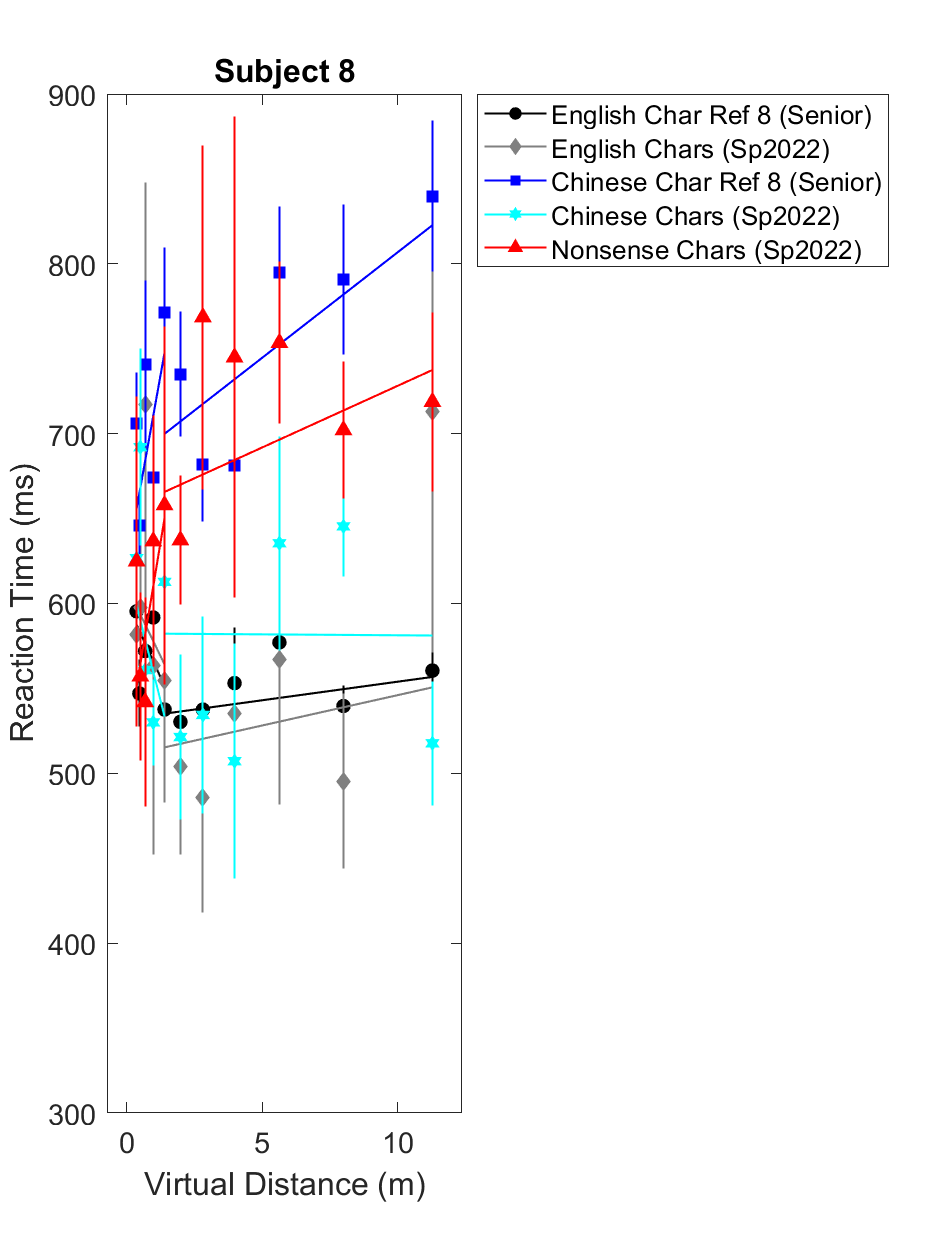 Subject 8
900
800
700
600
500
400
300
0 5 10
Reaction Time (ms)
Virtual Distance (m)
English Char Ref 8 (Senior)
English Chars (Sp2022)
Chinese Char Ref 8 (Senior)
Chinese Chars (Sp2022)
Nonsense Chars (Sp2022)